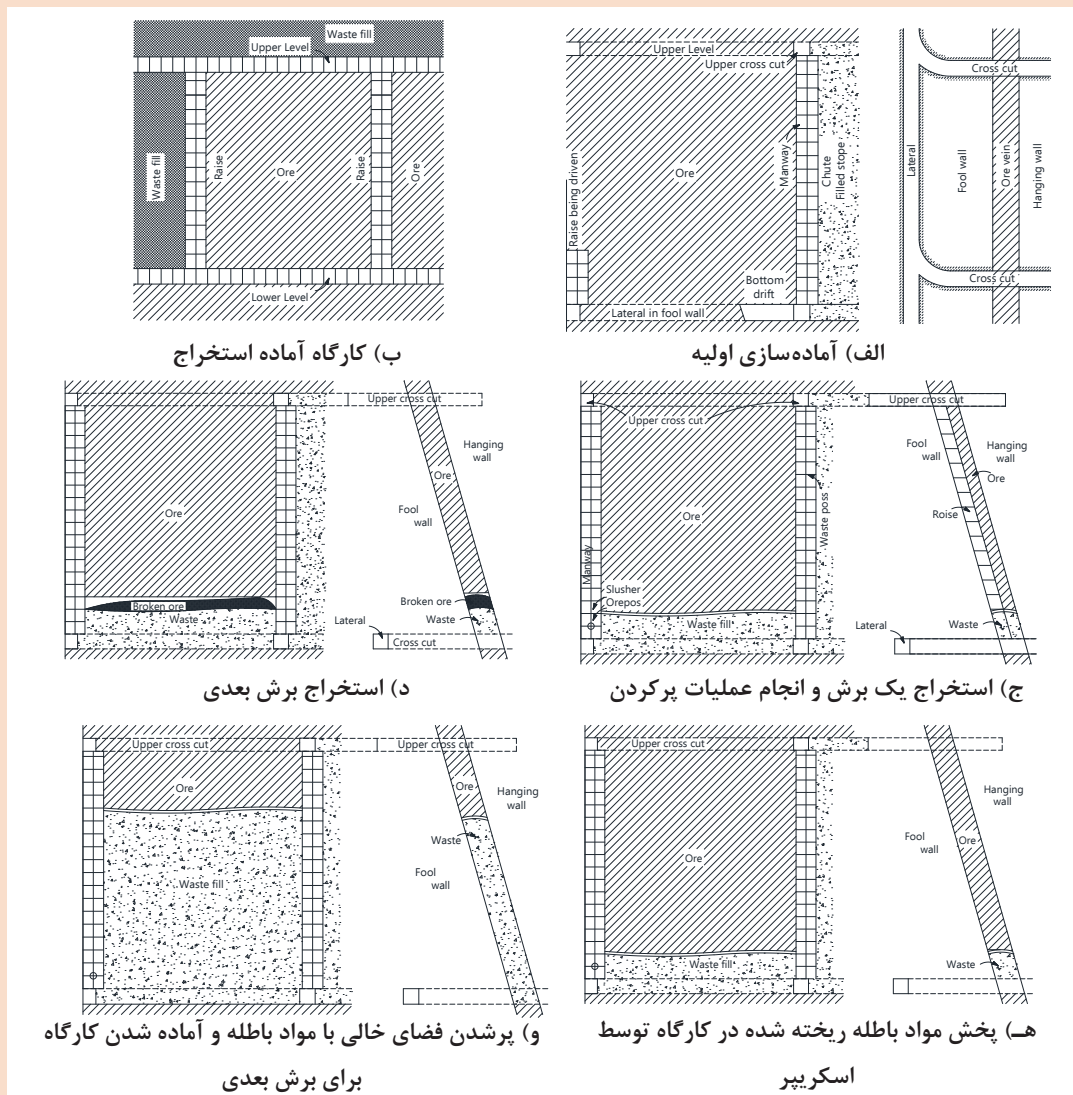 Upper Level
Upper cross cut
Raise being driven
Ore
Manway
Chute
Filled stope
Bottom
drift
Lateral in fool wall
Lateral
Fool wall
Ore vein
Hanging wall
Cross cut
Cross cut
الف) آماده‌سازی اولیه
Waste fill
Upper Level
Waste fill
Raise
Ore
Raise
Ore
Lower Level
ب) کارگاه آماده استخراج
Upper cross cut
Ore
Manway
Slusher
Orepos
Waste fill
Waste poss
Upper cross cut
Fool
wall
Hanging
wall
Ore
Roise
Waste
Lateral
ج) استخراج یک برش و انجام عملیات پرکردن
Ore
Broken ore
Waste
Upper cross cut
Hanging
wall
Ore
Fool
wall
Broken ore
Waste
Lateral
Cross cut
د) استخراج برش بعدی
Upper cross cut
Ore
Waste fill
Hanging
wall
Fool
wall
Ore
Waste
هـ) پخش مواد باطله ریخته شده در کارگاه توسط
اسکریپر
Upper cross cut
Upper cross cut
Ore
Waste fill
Ore
Hanging
wall
Waste
Fool
wall
و) پرشدن فضای خالی با مواد باطله و آماده شدن کارگاه
برای برش بعدی